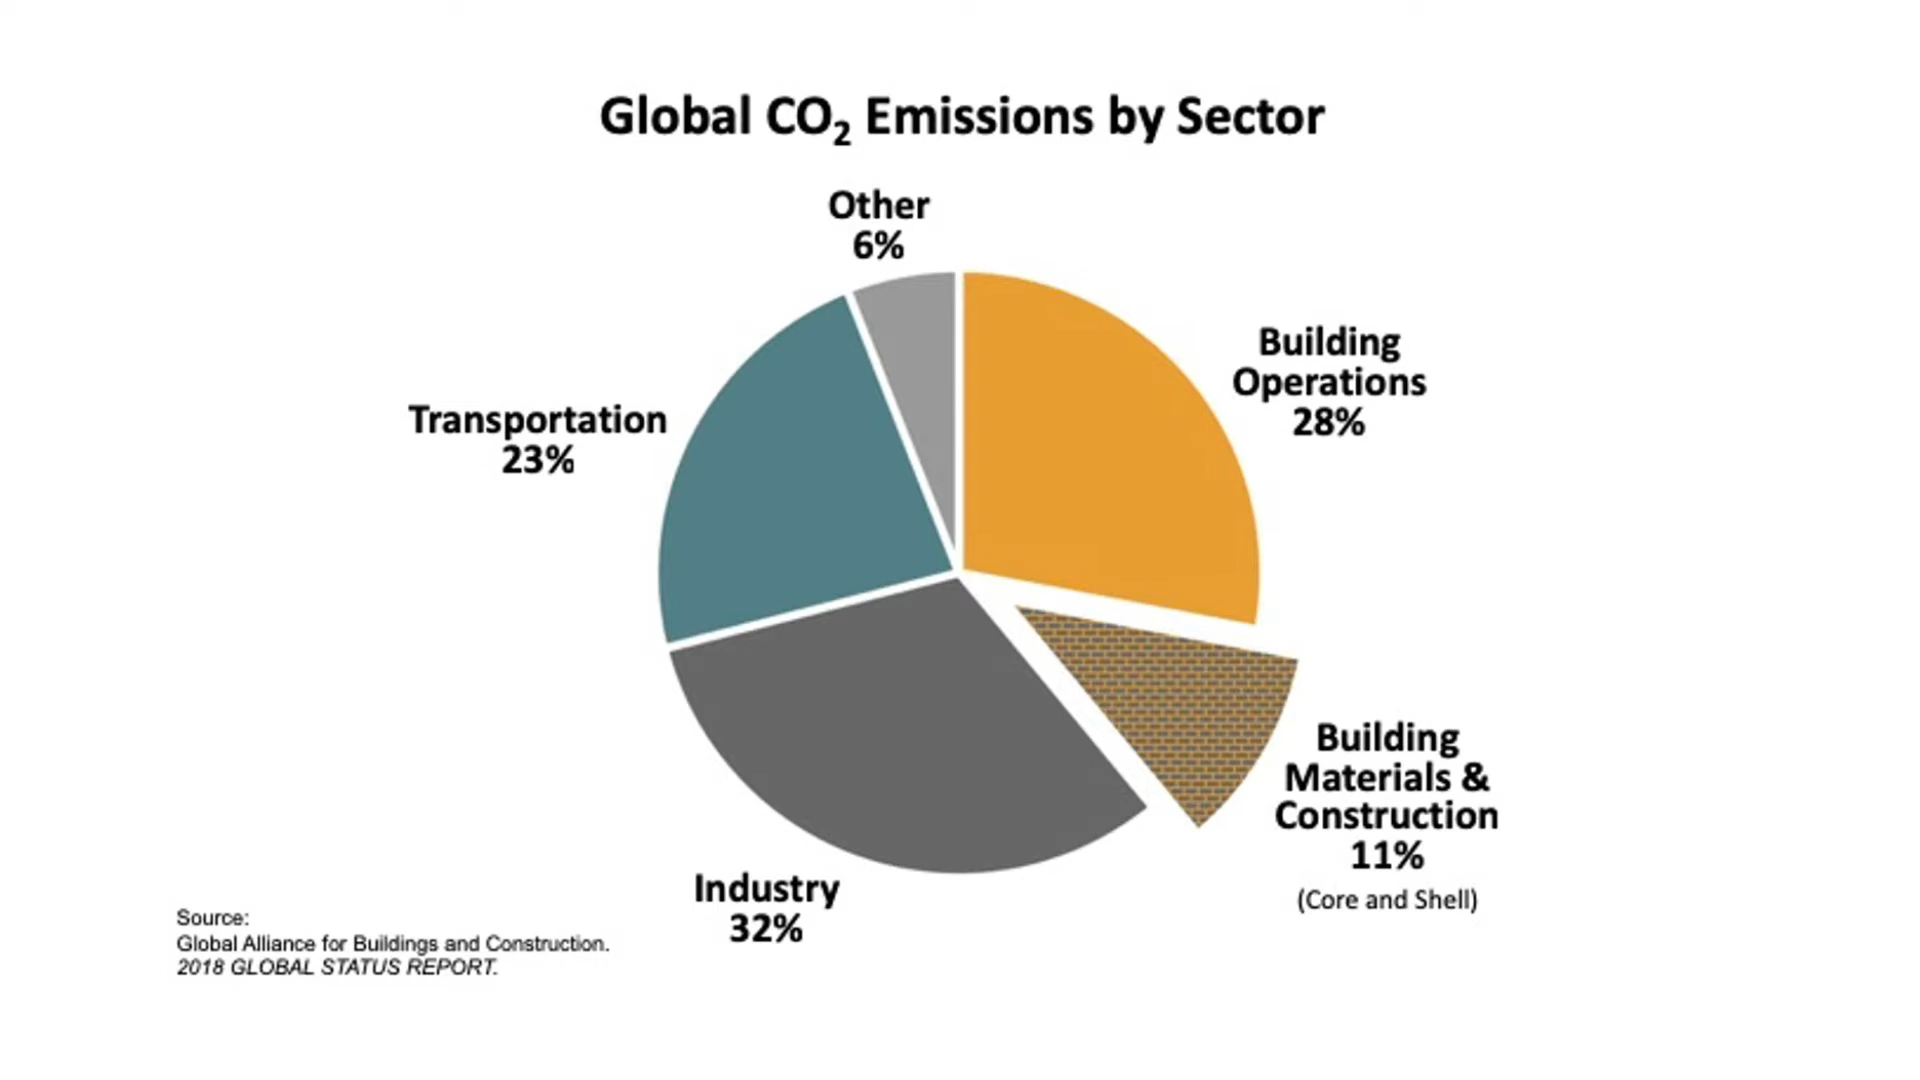 Global CO₂ Emissions by Sector
Other
6%
Building
Operations
28%
Transportation
23%
Building
Materials &
Construction
11%
(Core and Shell)
Industry
32%
Source:
Global Alliance for Buildings and Construction.
2018 GLOBAL STATUS REPORT.